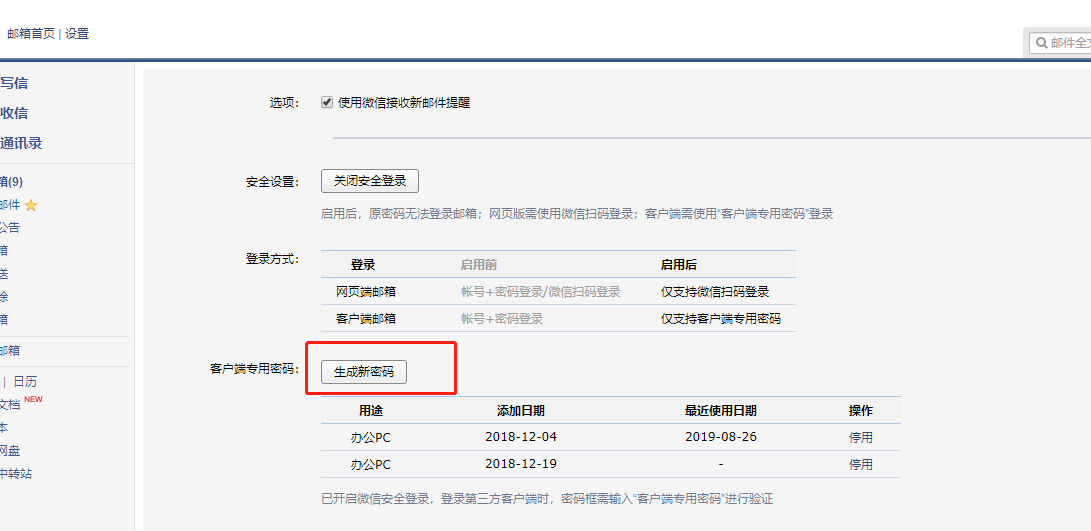 邮箱首页 | 设置
邮件全文
写信
收信
通讯录
箱(9)
邮件
公告
箱
送
除
箱
邮箱
| 日历
文档 NEW
本
网盘
中转站
选项: 使用微信接收新邮件提醒
安全设置: 关闭安全登录
启用后，原密码无法登录邮箱；网页版需使用微信扫码登录；客户端需使用“客户端专用密码”登录
登录方式: 登录 启用前 启用后
网页端邮箱 帐号+密码登录/微信扫码登录 仅支持微信扫码登录
客户端邮箱 帐号+密码登录 仅支持客户端专用密码
客户端专用密码: 生成新密码
用途 添加日期 最近使用日期 操作
办公PC 2018-12-04 2019-08-26 停用
办公PC 2018-12-19 - 停用
已开启微信安全登录，登录第三方客户端时，密码框需输入“客户端专用密码”进行验证